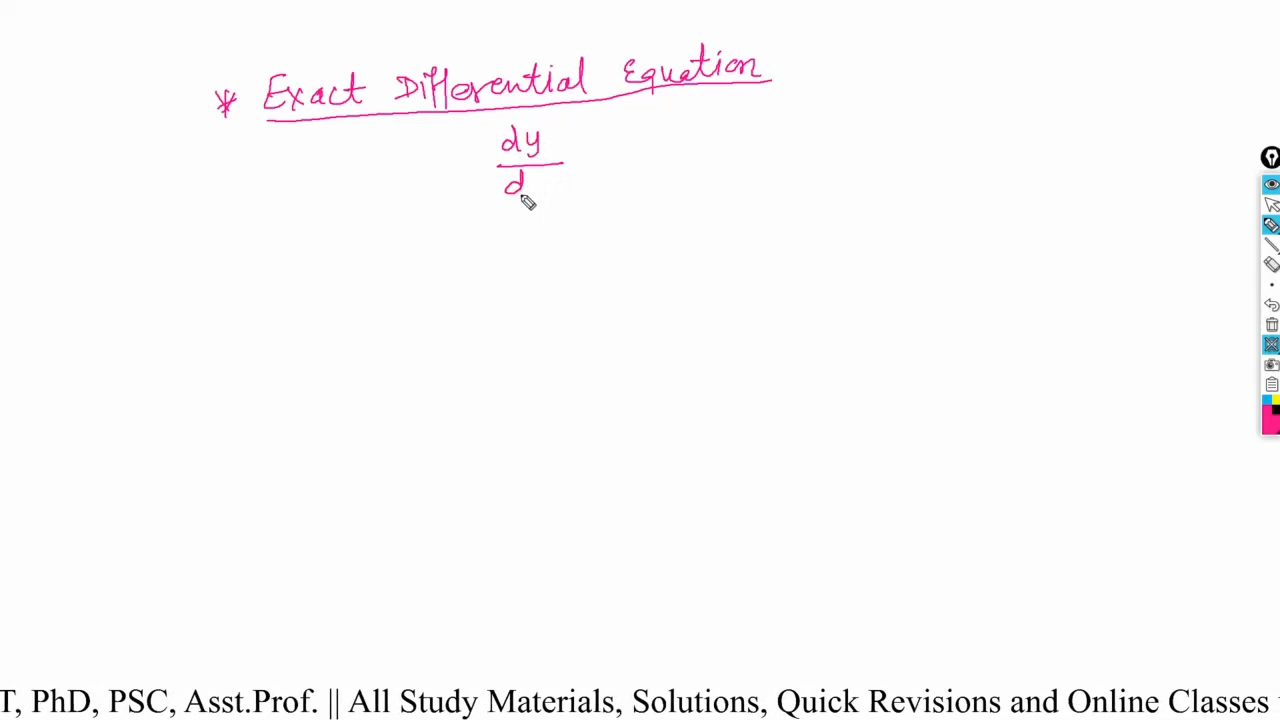 * Exact Differential Equation
dy
d
T, PhD, PSC, Asst.Prof. || All Study Materials, Solutions, Quick Revisions and Online Classes